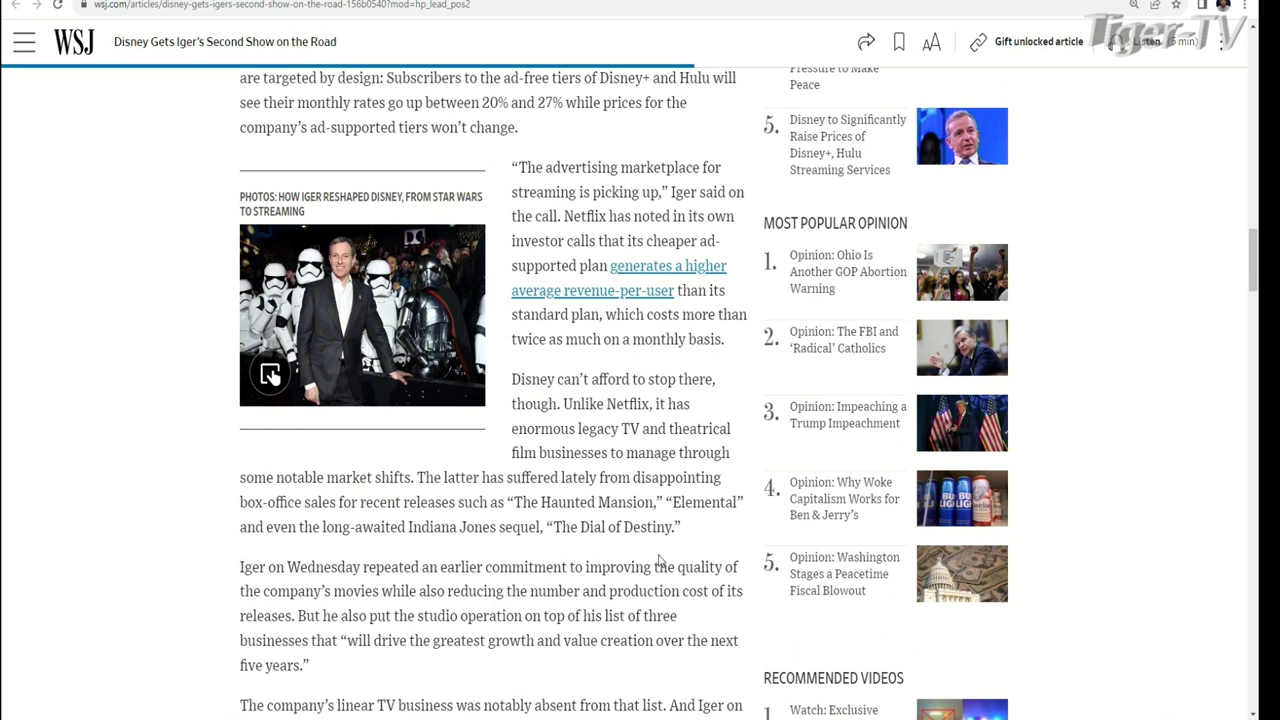 wsj.com/articles/disney-gets-igers-second-show-on-the-road-156b0540?mod=hp_lead_pos2
Tiger-TV
WSJ
Disney Gets Iger’s Second Show on the Road
AA
Gift unlocked article
Listen (5 min)
are targeted by design: Subscribers to the ad-free tiers of Disney+ and Hulu will
see their monthly rates go up between 20% and 27% while prices for the
company’s ad-supported tiers won’t change.
PHOTOS: HOW IGER RESHAPED DISNEY, FROM STAR WARS
TO STREAMING
“The advertising marketplace for
streaming is picking up,” Iger said on
the call. Netflix has noted in its own
investor calls that its cheaper ad-
supported plan generates a higher
average revenue-per-user than its
standard plan, which costs more than
twice as much on a monthly basis.
Disney can’t afford to stop there,
though. Unlike Netflix, it has
enormous legacy TV and theatrical
film businesses to manage through
some notable market shifts. The latter has suffered lately from disappointing
box-office sales for recent releases such as “The Haunted Mansion,” “Elemental”
and even the long-awaited Indiana Jones sequel, “The Dial of Destiny.”
Iger on Wednesday repeated an earlier commitment to improving the quality of
the company’s movies while also reducing the number and production cost of its
releases. But he also put the studio operation on top of his list of three
businesses that “will drive the greatest growth and value creation over the next
five years.”
The company’s linear TV business was notably absent from that list. And Iger on
Pressure to Make
Peace
5.
Disney to Significantly
Raise Prices of
Disney+, Hulu
Streaming Services
MOST POPULAR OPINION
1.
Opinion: Ohio Is
Another GOP Abortion
Warning
2.
Opinion: The FBI and
‘Radical’ Catholics
3.
Opinion: Impeaching a
Trump Impeachment
4.
Opinion: Why Woke
Capitalism Works for
Ben & Jerry’s
5.
Opinion: Washington
Stages a Peacetime
Fiscal Blowout
RECOMMENDED VIDEOS
1
Watch: Exclusive